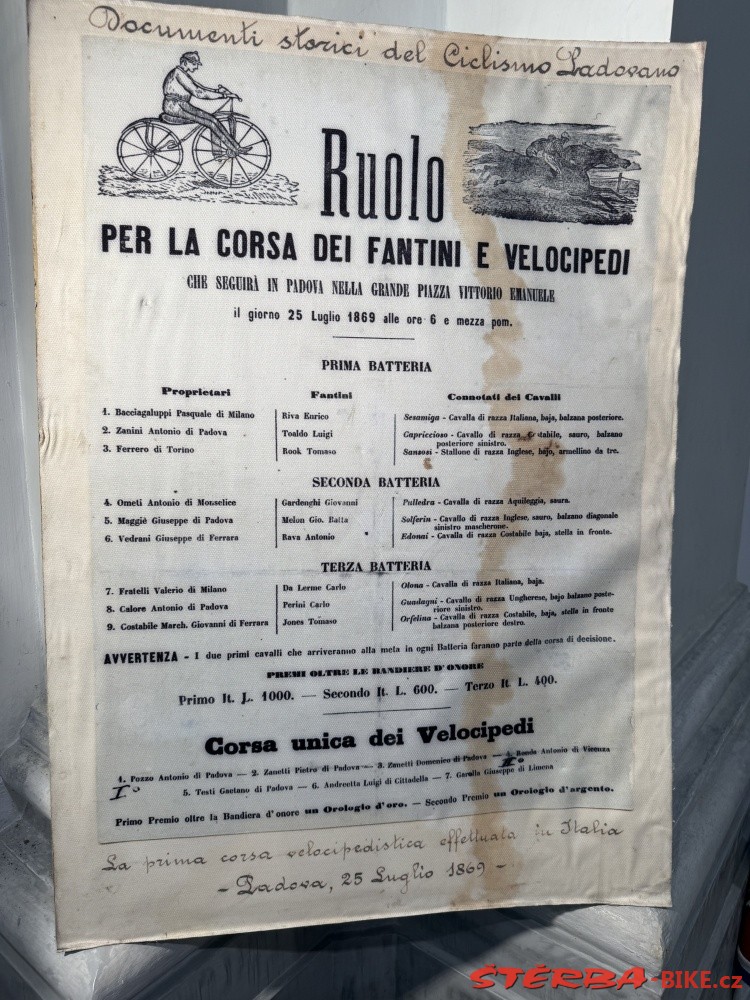 Documenti storici del Ciclismo Padovano
Ruolo
PER LA CORSA DEI FANTINI E VELOCIPEDI
CHE SEGUIRÀ IN PADOVA NELLA GRANDE PIAZZA VITTORIO EMANUELE
il giorno 25 Luglio 1869 alle ore 6 e mezza pom.
PRIMA BATTERIA
Proprietari Fantini Connotati dei Cavalli
1. Bacciagaluppi Pasquale di Milano Riva Enrico Sesamiga - Cavalla di razza Italiana, baja, balzana posteriore.
2. Zanini Antonio di Padova Toaldo Luigi Capriccioso - Cavallo di razza Costabile, sauro, balzano
posteriore sinistro.
3. Ferrero di Torino Rook Tomaso Sansosi - Stallone di razza Inglese, bajo, armellino da tre.
SECONDA BATTERIA
4. Ometi Antonio di Monselice Gardenghi Giovanni Pulledra - Cavalla di razza Aquileggia, saura.
5. Maggiè Giuseppe di Padova Melon Gio. Batta Solferin - Cavallo di razza Inglese, sauro, balzano diagonale
sinistro mascherone.
6. Vedrani Giuseppe di Ferrara Rava Antonio Edonai - Cavalla di razza Costabile baja, stella in fronte.
TERZA BATTERIA
7. Fratelli Valerio di Milano Da Lerme Carlo Olona - Cavalla di razza Italiana, baja.
8. Calore Antonio di Padova Perini Carlo Guadagni - Cavallo di razza Ungherese, bajo balzano poste-
riore sinistro.
9. Costabile March. Giovanni di Ferrara Jones Tomaso Orfelina - Cavalla di razza Costabile, baja, stella in fronte
balzana posteriore destro.
AVVERTENZA - I due primi cavalli che arriveranno alla meta in ogni Batteria faranno parte della corsa di decisione.
PREMI OLTRE LE BANDIERE D'ONORE
Primo It. L. 1000. — Secondo It. L. 600. — Terzo It. L. 400.
Corsa unica dei Velocipedi
1. Pozzo Antonio di Padova — 2. Zanetti Pietro di Padova — 3. Zanetti Domenico di Padova — 4. Antonio di Vicenza
I° II°
5. Testi Gaetano di Padova — 6. Andreetta Luigi di Cittadella — 7. Garolla Giuseppe di Limena
Primo Premio oltre la Bandiera d'onore un Orologio d'oro. — Secondo Premio un Orologio d'argento.
La prima corsa velocipedistica effettuata in Italia
- Padova, 25 Luglio 1869 -
ŠTĚRBA-BIKE.cz